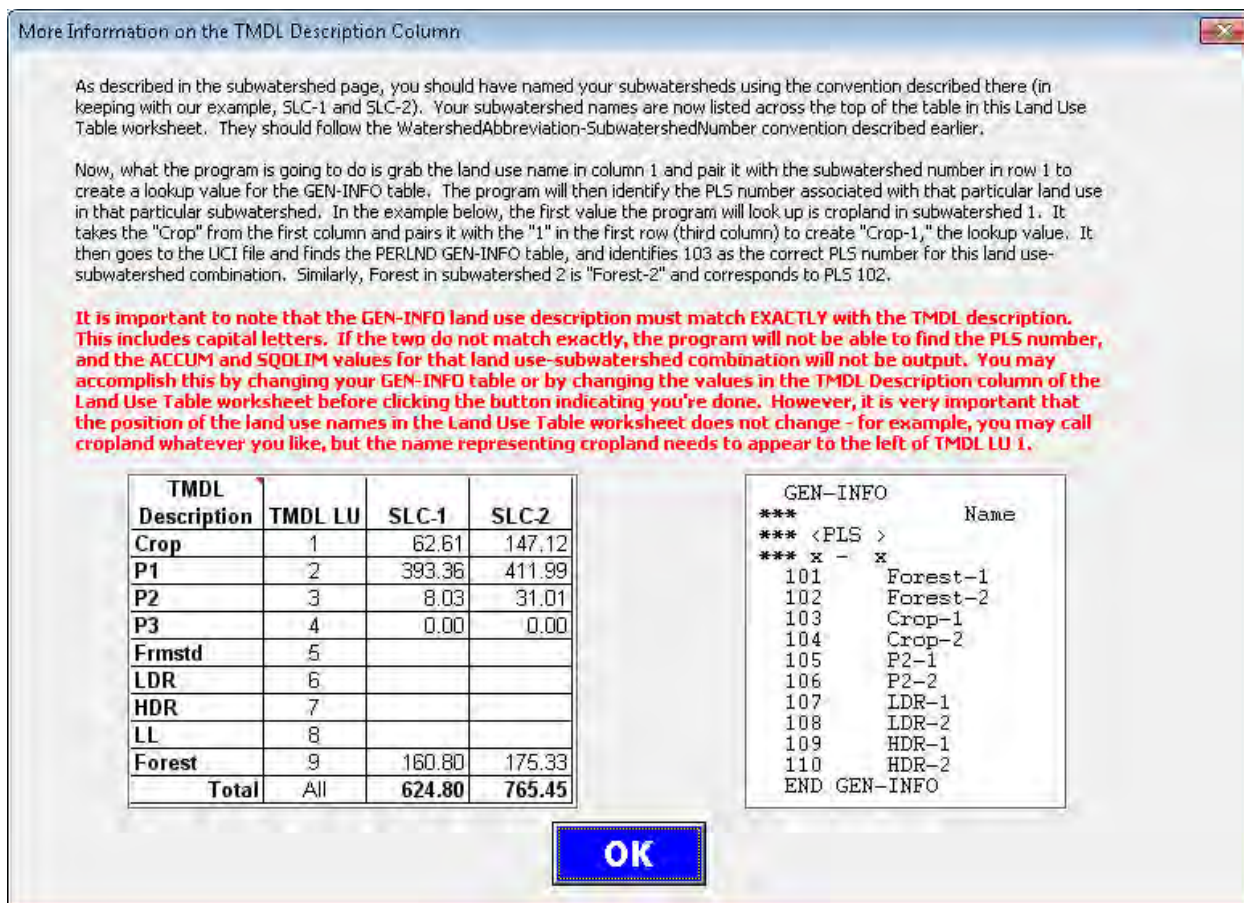 More Information on the TMDL Description Column
As described in the subwatershed page, you should have named your subwatersheds using the convention described there (in
keeping with our example, SLC-1 and SLC-2).  Your subwatershed names are now listed across the top of the table in this Land Use
Table worksheet.  They should follow the WatershedAbbreviation-SubwatershedNumber convention described earlier.
Now, what the program is going to do is grab the land use name in column 1 and pair it with the subwatershed number in row 1 to
create a lookup value for the GEN-INFO table.  The program will then identify the PLS number associated with that particular land use
in that particular subwatershed.  In the example below, the first value the program will look up is cropland in subwatershed 1.  It
takes the "Crop" from the first column and pairs it with the "1" in the first row (third column) to create "Crop-1," the lookup value.  It
then goes to the UCI file and finds the PERLND GEN-INFO table, and identifies 103 as the correct PLS number for this land use-
subwatershed combination.  Similarly, Forest in subwatershed 2 is "Forest-2" and corresponds to PLS 102.
It is important to note that the GEN-INFO land use description must match EXACTLY with the TMDL description.
This includes capital letters.  If the two do not match exactly, the program will not be able to find the PLS number,
and the ACCUM and SQOLIM values for that land use-subwatershed combination will not be output.  You may
accomplish this by changing your GEN-INFO table or by changing the values in the TMDL Description column of the
Land Use Table worksheet before clicking the button indicating you're done.  However, it is very important that
the position of the land use names in the Land Use Table worksheet does not change - for example, you may call
cropland whatever you like, but the name representing cropland needs to appear to the left of TMDL LU 1.
TMDL
Description TMDL LU SLC-1 SLC-2
Crop 1 62.61 147.12
P1 2 393.36 411.99
P2 3 8.03 31.01
P3 4 0.00 0.00
Frmstd 5
LDR 6
HDR 7
LL 8
Forest 9 160.80 175.33
Total All 624.80 765.45
GEN-INFO
*** Name
*** <PLS >
*** x - x
101 Forest-1
102 Forest-2
103 Crop-1
104 Crop-2
105 P2-1
106 P2-2
107 LDR-1
108 LDR-2
109 HDR-1
110 HDR-2
END GEN-INFO
OK